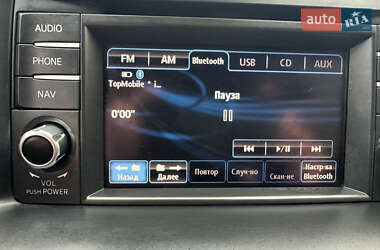 auto RIA
AUDIO
PHONE
NAV
VOL
PUSH POWER
FM AM Bluetooth USB CD AUX
TopMobile * i...
Пауза
0'00"
Назад Далее Повтор Случ-но Скан-ие Настр-ка Bluetooth